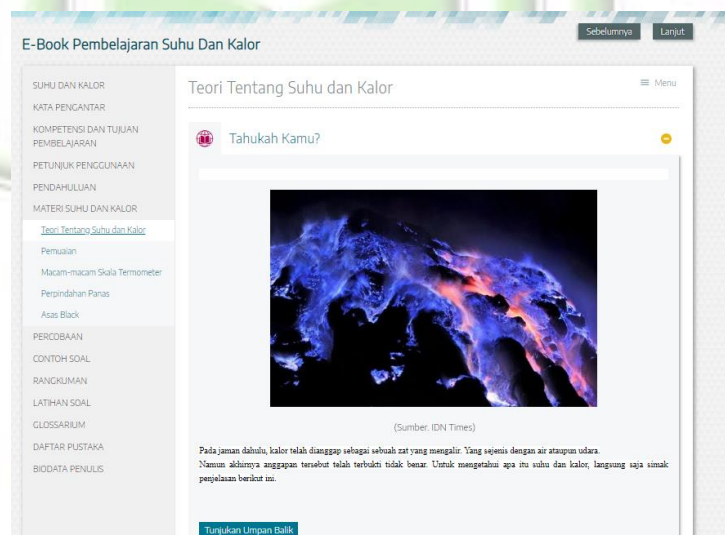 Sebelumnya
Lanjut
E-Book Pembelajaran Suhu Dan Kalor
SUHU DAN KALOR
KATA PENGANTAR
KOMPETENSI DAN TUJUAN
PEMBELAJARAN
PETUNJUK PENGGUNAAN
PENDAHULUAN
MATERI SUHU DAN KALOR
Teori Tentang Suhu dan Kalor
Pemuaian
Macam-macam Skala Termometer
Perpindahan Panas
Asas Black
PERCOBAAN
CONTOH SOAL
RANGKUMAN
LATIHAN SOAL
GLOSSARIUM
DAFTAR PUSTAKA
BIODATA PENULIS
Teori Tentang Suhu dan Kalor
Menu
Tahukah Kamu?
(Sumber. IDN Times)
Pada jaman dahulu, kalor telah dianggap sebagai sebuah zat yang mengalir. Yang sejenis dengan air ataupun udara.
Namun akhirnya anggapan tersebut telah terbukti tidak benar. Untuk mengetahui apa itu suhu dan kalor, langsung saja simak
penjelasan berikut ini.
Tunjukan Umpan Balik